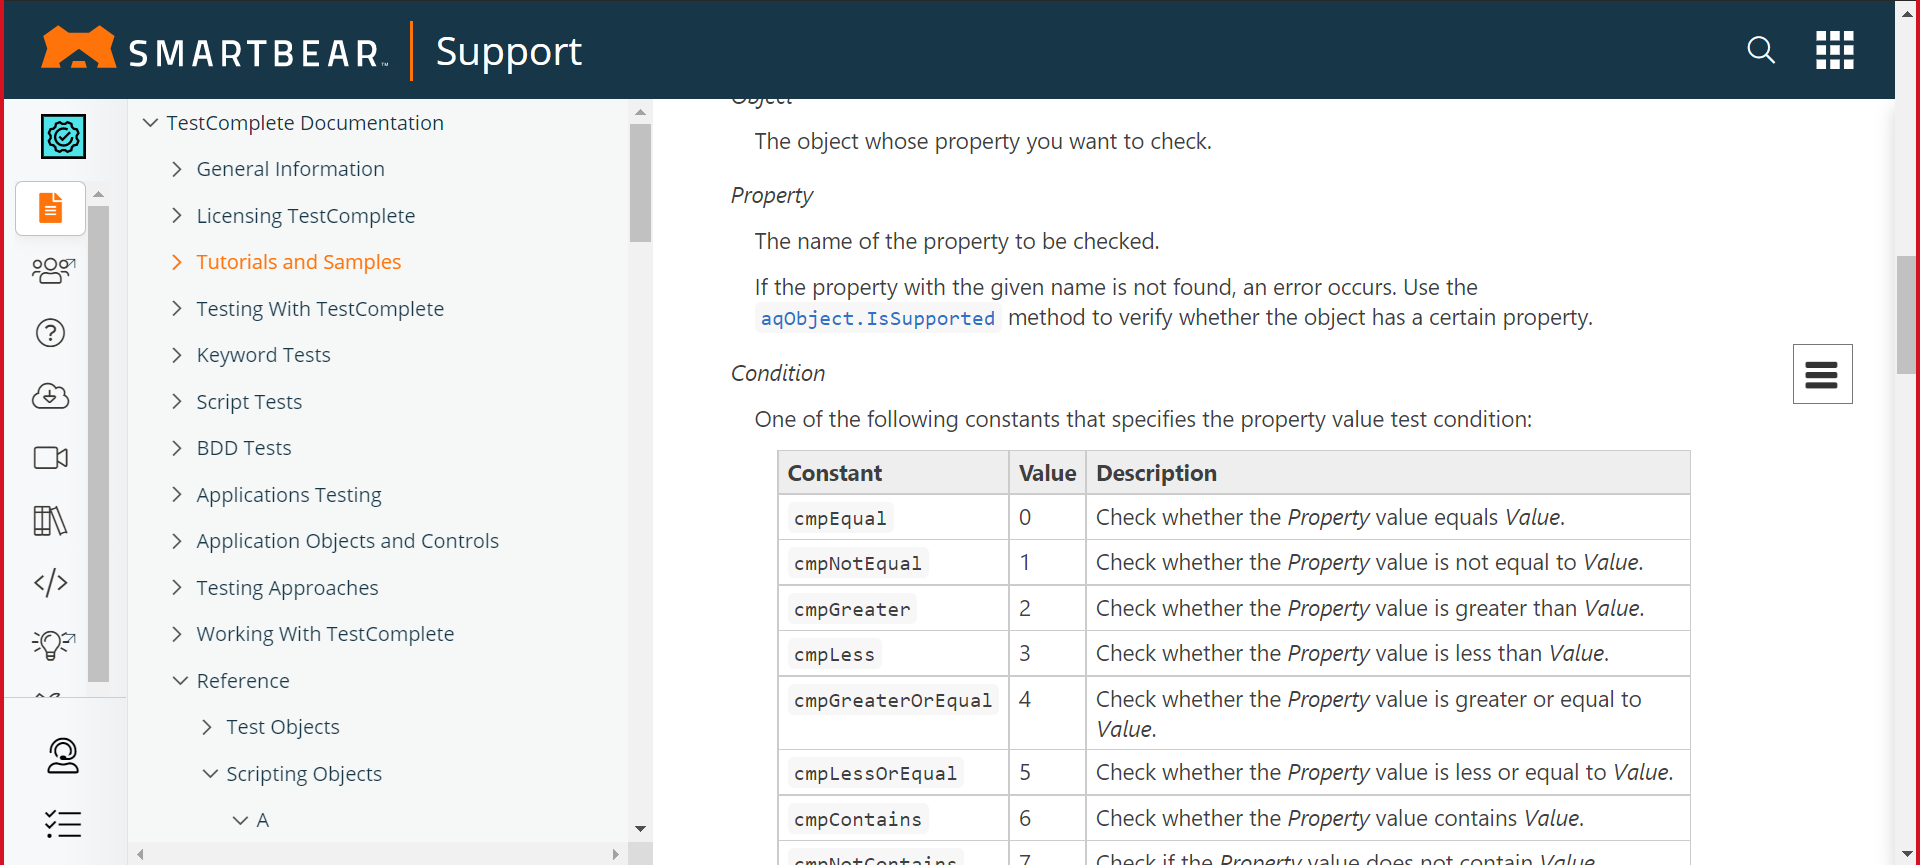 SMARTBEAR™ Support
TestComplete Documentation
General Information
Licensing TestComplete
Tutorials and Samples
Testing With TestComplete
Keyword Tests
Script Tests
BDD Tests
Applications Testing
Application Objects and Controls
Testing Approaches
Working With TestComplete
Reference
Test Objects
Scripting Objects
A
Object
The object whose property you want to check.
Property
The name of the property to be checked.
If the property with the given name is not found, an error occurs. Use the
aqObject.IsSupported method to verify whether the object has a certain property.
Condition
One of the following constants that specifies the property value test condition:
Constant Value Description
cmpEqual 0 Check whether the Property value equals Value.
cmpNotEqual 1 Check whether the Property value is not equal to Value.
cmpGreater 2 Check whether the Property value is greater than Value.
cmpLess 3 Check whether the Property value is less than Value.
cmpGreaterOrEqual 4 Check whether the Property value is greater or equal to
Value.
cmpLessOrEqual 5 Check whether the Property value is less or equal to Value.
cmpContains 6 Check whether the Property value contains Value.
cmpNotContains 7 Check if the Property value does not contain Value